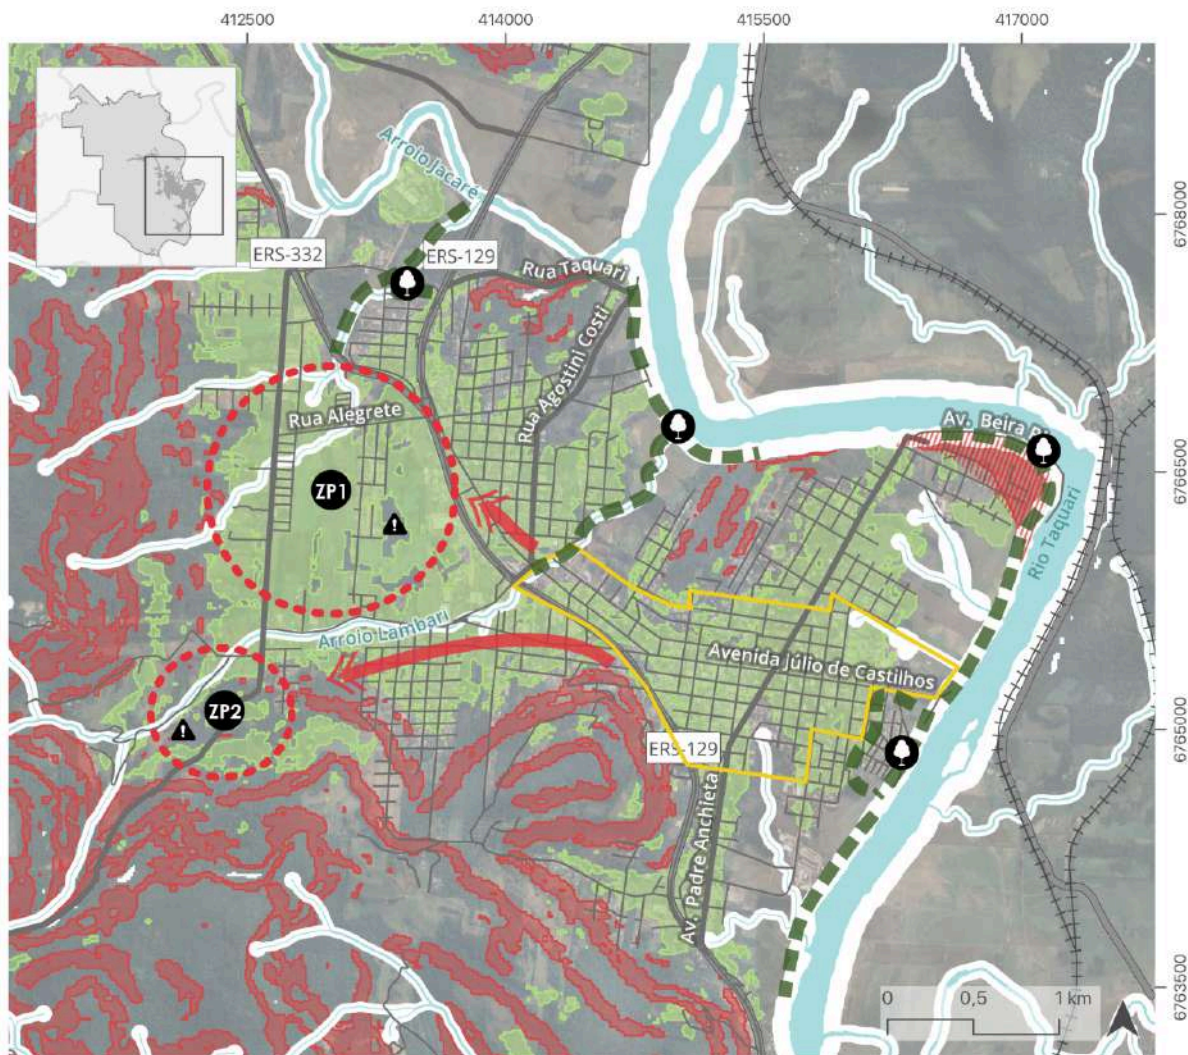 412500
414000
415500
417000
Arroio Jacaré
6768000
ERS-332
ERS-129
Rua Taquari
Rua Agostini Costi
Rua Alegrete
Av. Beira
6766500
ZP1
!
Rio Taquari
Arroio Lambari
Avenida Júlio de Castilhos
ZP2
!
6765000
ERS-129
Av. Padre Anchieta
0
0,5
1 km
6763500